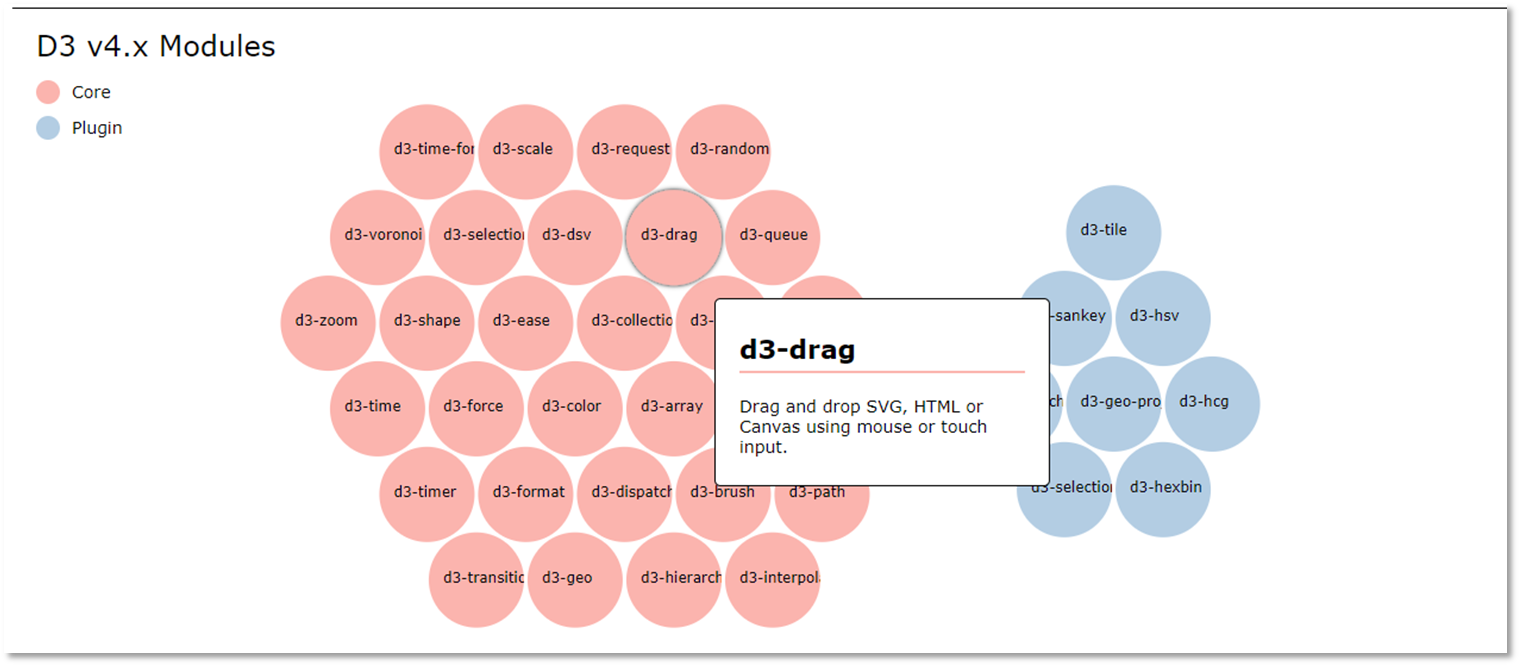 D3 v4.x Modules
Core
Plugin
d3-time-for
d3-scale
d3-request
d3-random
d3-voronoi
d3-selection
d3-dsv
d3-drag
d3-queue
d3-tile
d3-zoom
d3-shape
d3-ease
d3-collectio
d3-
-sankey
d3-hsv
d3-drag
Drag and drop SVG, HTML or
Canvas using mouse or touch
input.
d3-time
d3-force
d3-color
d3-array
ch
d3-geo-pro
d3-hcg
d3-timer
d3-format
d3-dispatch
d3-brush
d3-path
d3-selection
d3-hexbin
d3-transitic
d3-geo
d3-hierarch
d3-interpol